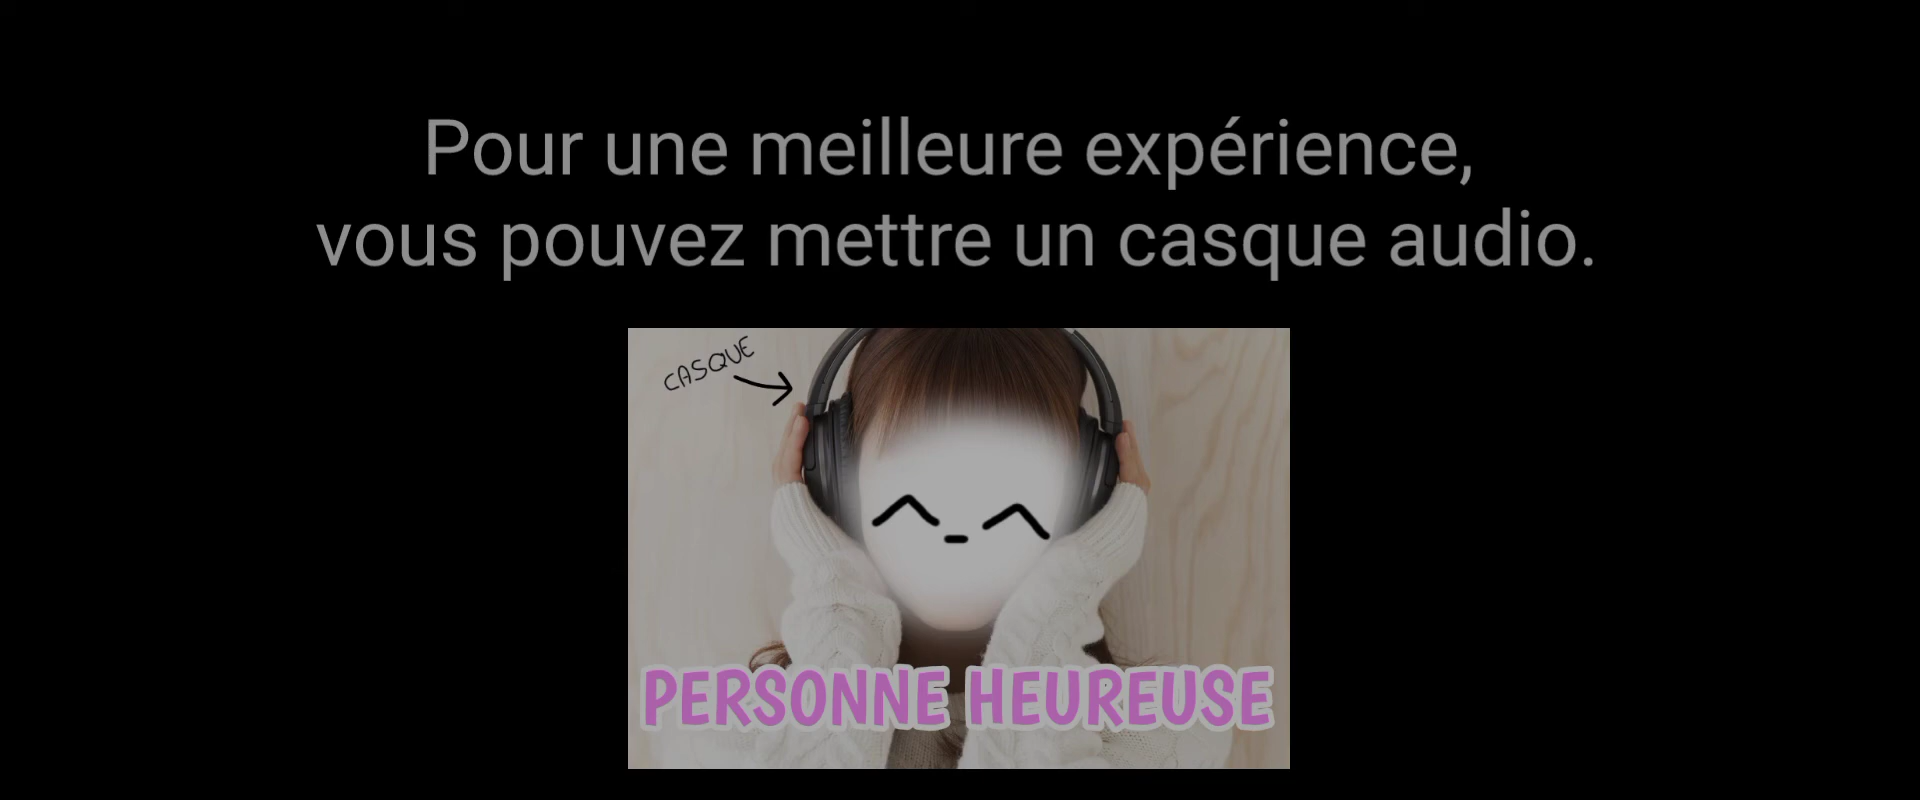 Pour une meilleure expérience,
vous pouvez mettre un casque audio.
CASQUE
PERSONNE HEUREUSE